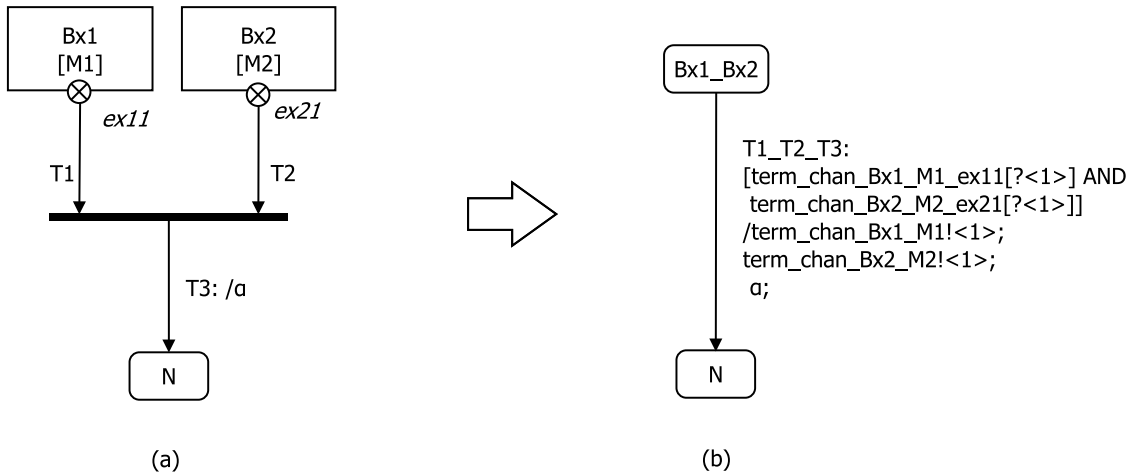 Bx1
[M1]
Bx2
[M2]
ex11
ex21
T1
T2
T3: /α
N
(a)
Bx1_Bx2
T1_T2_T3:
[term_chan_Bx1_M1_ex11[?<1>] AND
term_chan_Bx2_M2_ex21[?<1>]]
/term_chan_Bx1_M1!<1>;
term_chan_Bx2_M2!<1>;
α;
N
(b)